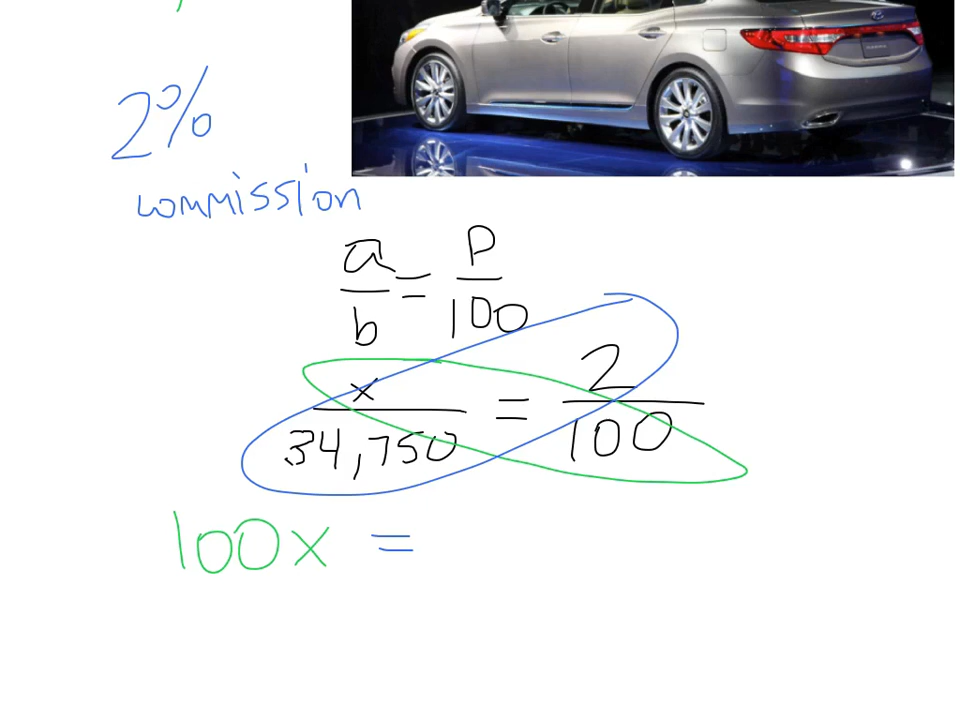 2%
commission
a/b = P/100
x/34,750 = 2/100
100x =